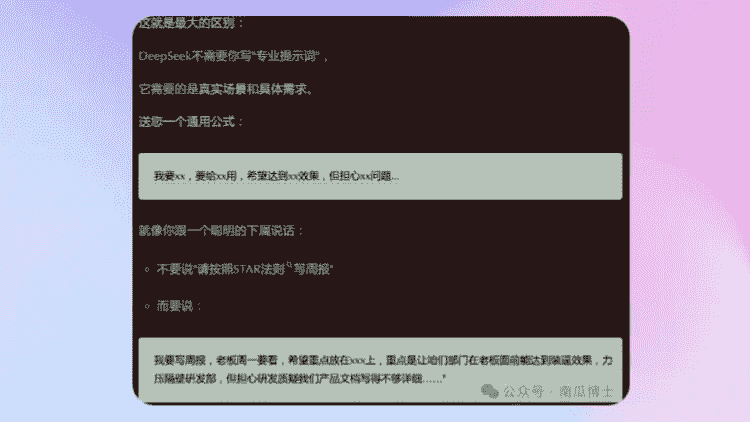 这就是最大的区别：
DeepSeek不需要你写“专业提示词”，
它需要的是真实场景和具体需求。
送您一个通用公式：
我要xx，要给xx用，希望达到xx效果，但担心xx问题...
就像你跟一个聪明的下属说话：
不要说“请按照STAR法则 写周报”
而要说：
我要写周报，老板周一要看，希望重点放在xxx上，重点是让咱们部门在老板面前能达到装逼效果，力
压隔壁研发部，但担心研发质疑我们产品文档写得不够详细……”
公众号·南瓜博士